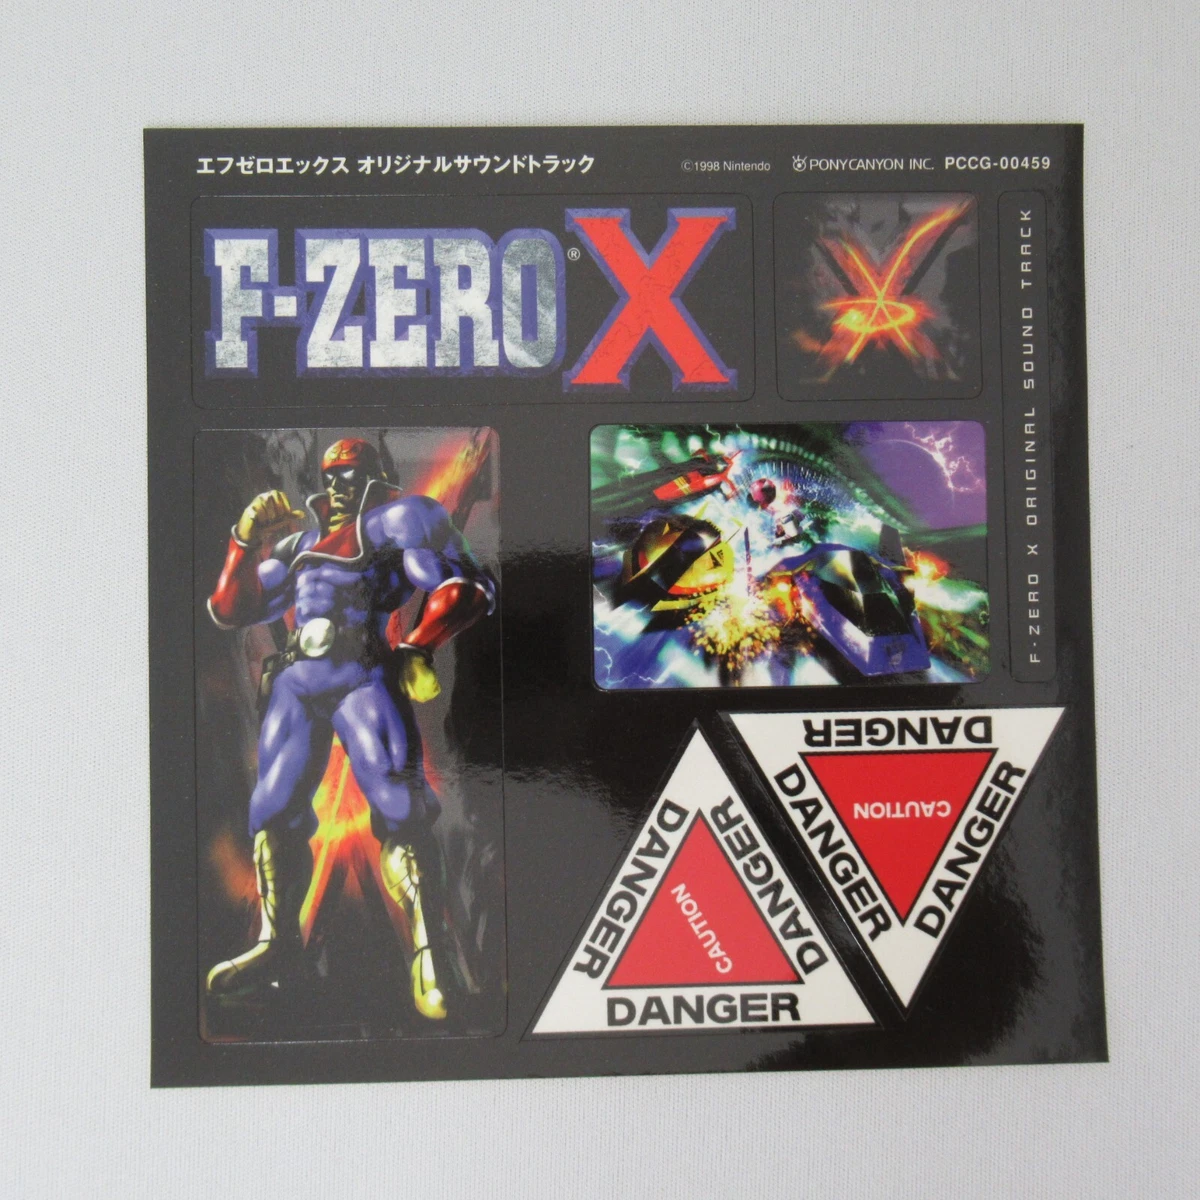 エフゼロエックス オリジナルサウンドトラック
©1998 Nintendo
PONYCANYON INC.
PCCG-00459
F-ZERO® X
F-ZERO X ORIGINAL SOUND TRACK
DANGER
DANGER
DANGER
CAUTION
DANGER
DANGER
DANGER
CAUTION